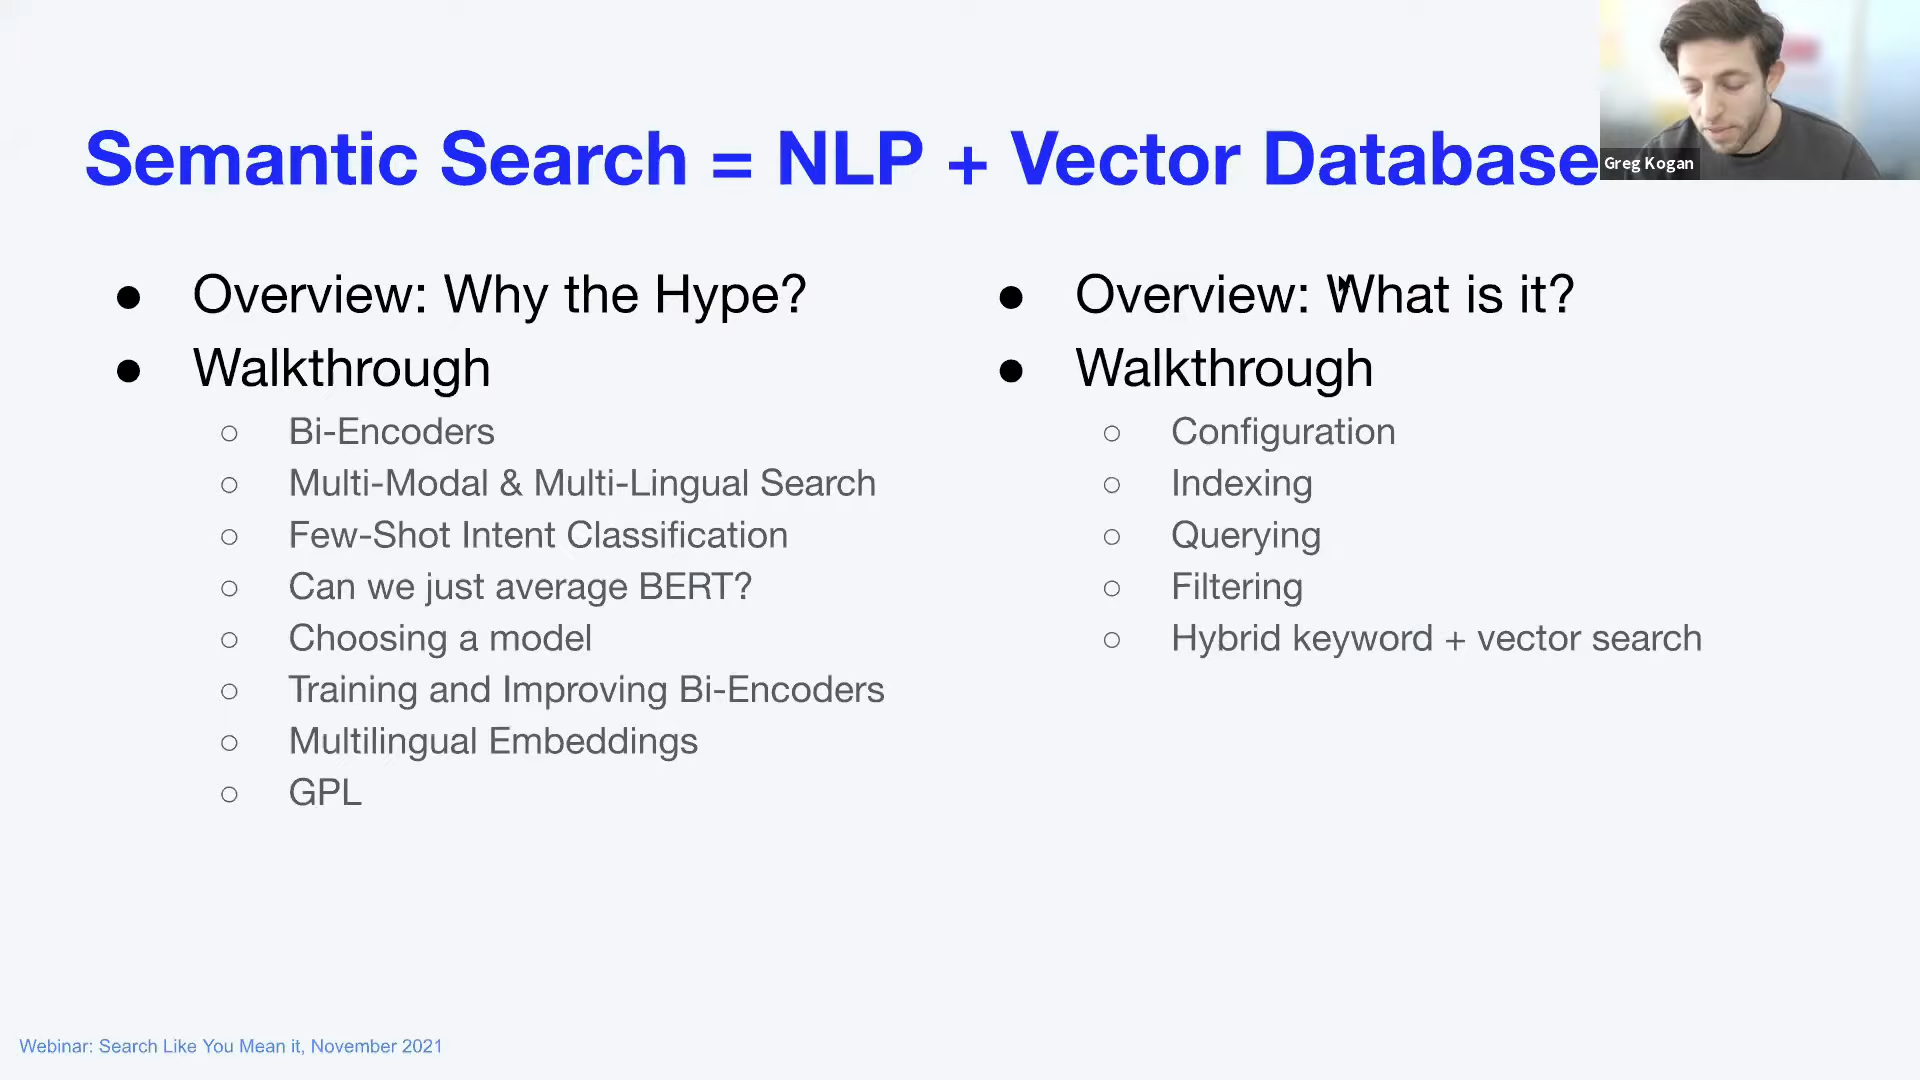 Semantic Search = NLP + Vector Database
Greg Kogan
● Overview: Why the Hype?
● Walkthrough
○ Bi-Encoders
○ Multi-Modal & Multi-Lingual Search
○ Few-Shot Intent Classification
○ Can we just average BERT?
○ Choosing a model
○ Training and Improving Bi-Encoders
○ Multilingual Embeddings
○ GPL
● Overview: What is it?
● Walkthrough
○ Configuration
○ Indexing
○ Querying
○ Filtering
○ Hybrid keyword + vector search
Webinar: Search Like You Mean it, November 2021